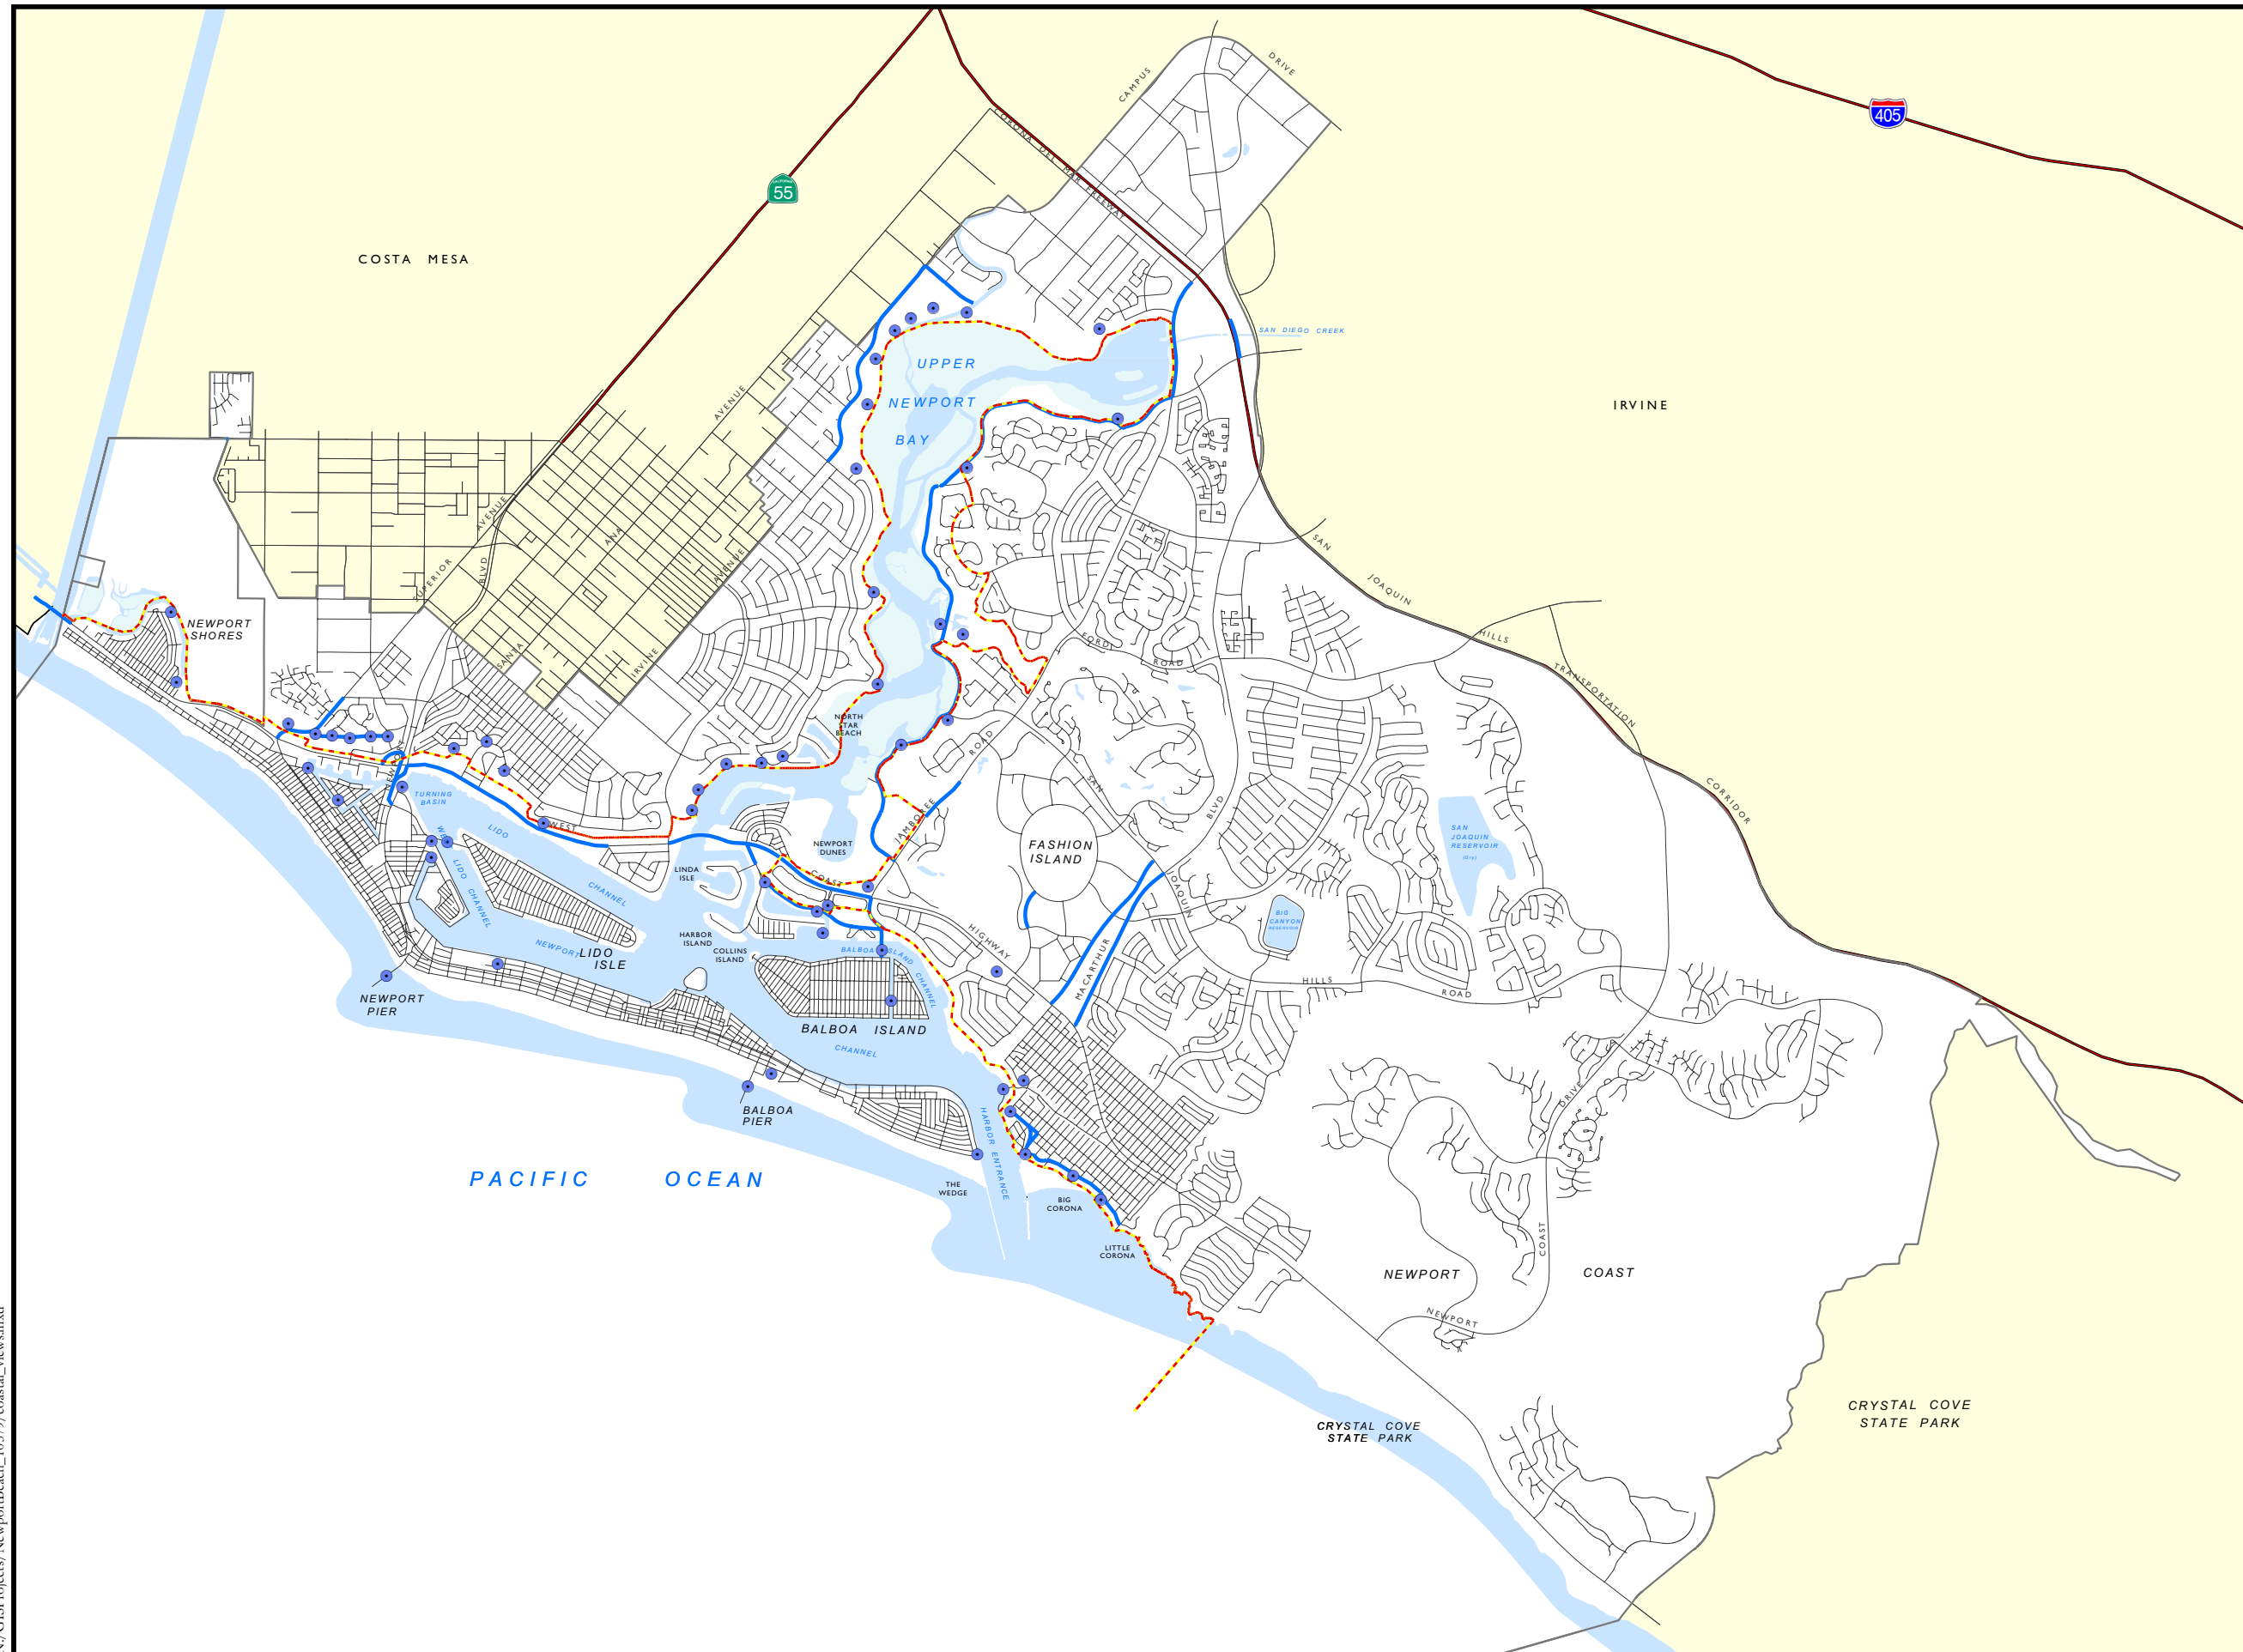 CAMPUS
DRIVE
405
CORONA DEL MAR FREEWAY
CALIFORNIA
55
COSTA MESA
SAN DIEGO CREEK
UPPER
NEWPORT
BAY
IRVINE
AVENUE
AVENUE
ANA
SUPERIOR
BLVD
AVENUE
SANTA
IRVINE
SAN
JOAQUIN
HILLS
TRANSPORTATION
CORRIDOR
NEWPORT
SHORES
FORD
ROAD
NORTH
STAR
BEACH
ROAD
SAN
BLVD
NEWPORT
TURNING
BASIN
LIDO
WEST
WEST
LIDO CHANNEL
CHANNEL
JAMBOREE
NEWPORT
DUNES
FASHION
ISLAND
SAN
JOAQUIN
RESERVOIR
(Dry)
LINDA
ISLE
COAST
JOAQUIN
BIG
CANYON
RESERVOIR
HARBOR
ISLAND
COLLINS
ISLAND
HIGHWAY
MACARTHUR
NEWPORT
LIDO
ISLE
BALBOA ISLAND CHANNEL
HILLS
ROAD
NEWPORT
PIER
BALBOA ISLAND
CHANNEL
BALBOA
PIER
HARBOR ENTRANCE
DRIVE
PACIFIC OCEAN
THE
WEDGE
BIG
CORONA
LITTLE
CORONA
COAST
NEWPORT COAST
NEWPORT
CRYSTAL COVE
STATE PARK
CRYSTAL COVE
STATE PARK